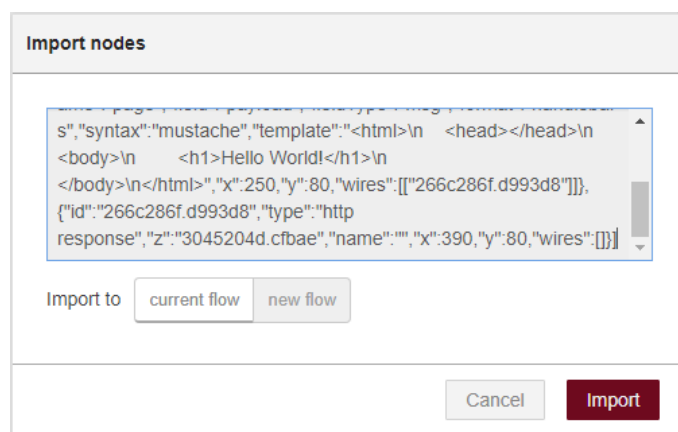 Import nodes
s","syntax":"mustache","template":"<html>\n    <head></head>\n
<body>\n        <h1>Hello World!</h1>\n
</body>\n</html>","x":250,"y":80,"wires":[["266c286f.d993d8"]]},
{"id":"266c286f.d993d8","type":"http
response","z":"3045204d.cfbae","name":"","x":390,"y":80,"wires":[]}]
Import to current flow new flow
Cancel Import